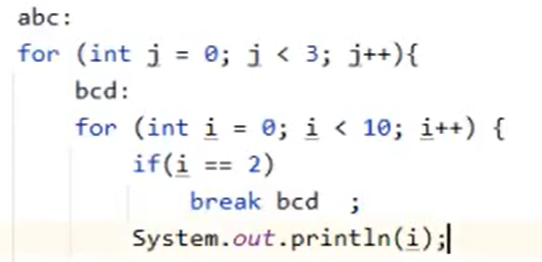 abc:
for (int j = 0; j < 3; j++){
bcd:
for (int i = 0; i < 10; i++) {
if(i == 2)
break bcd  ;
System.out.println(i);